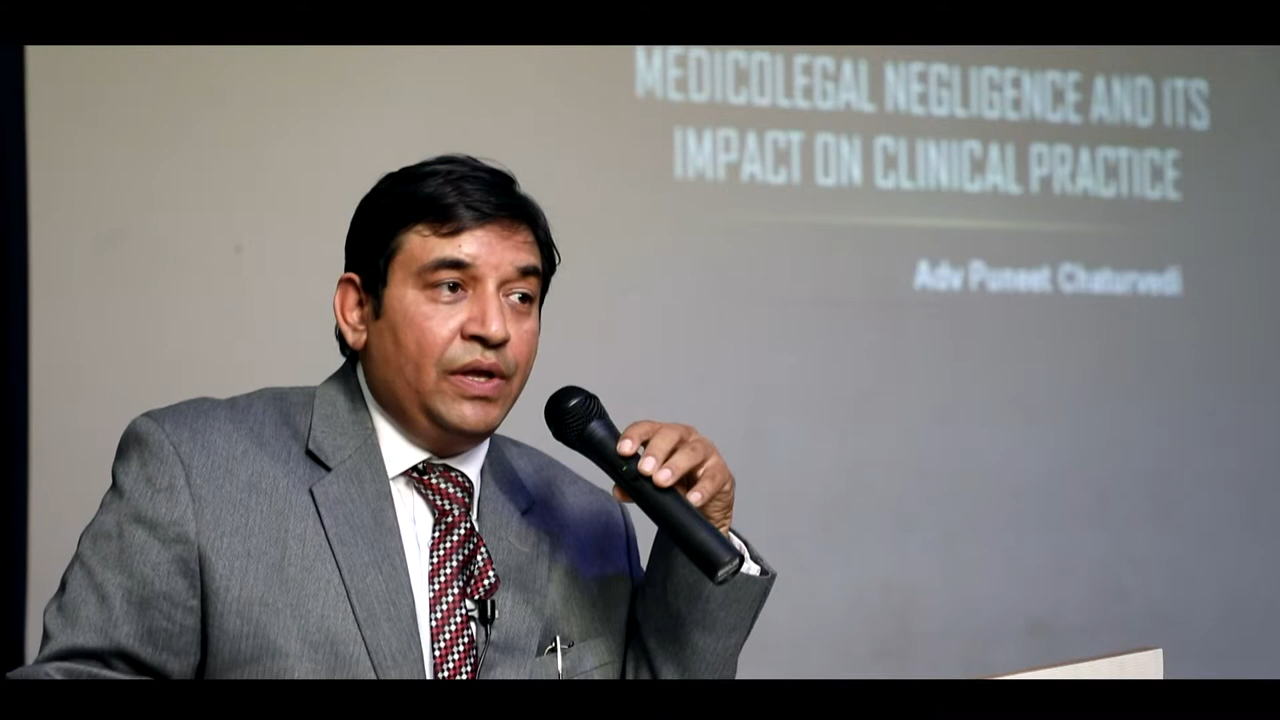 MEDICOLEGAL NEGLIGENCE AND ITS
IMPACT ON CLINICAL PRACTICE
Adv Puneet Chaturvedi